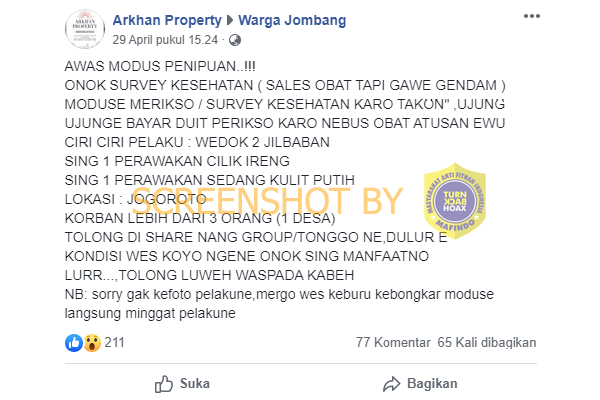 ARKHAN PROPERTY
Arkhan Property ▶ Warga Jombang
29 April pukul 15.24 ·
AWAS MODUS PENIPUAN..!!!
ONOK SURVEY KESEHATAN ( SALES OBAT TAPI GAWE GENDAM )
MODUSE MERIKSO / SURVEY KESEHATAN KARO TAKON" ,UJUNG
UJUNGE BAYAR DUIT PERIKSO KARO NEBUS OBAT ATUSAN EWU
CIRI CIRI PELAKU : WEDOK 2 JILBABAN
SING 1 PERAWAKAN CILIK IRENG
SING 1 PERAWAKAN SEDANG KULIT PUTIH
LOKASI : JOGOROTO
KORBAN LEBIH DARI 3 ORANG (1 DESA)
TOLONG DI SHARE NANG GROUP/TONGGO NE,DULUR E
KONDISI WES KOYO NGENE ONOK SING MANFAATNO
LURR...,TOLONG LUWEH WASPADA KABEH
NB: sorry gak kefoto pelakune,mergo wes keburu kebongkar moduse
langsung minggat pelakune
SCREENSHOT BY
MASYARAKAT ANTI FITNAH INDONESIA
TURN
BACK
HOAX
MAFINDO
211
77 Komentar 65 Kali dibagikan
Suka
Bagikan